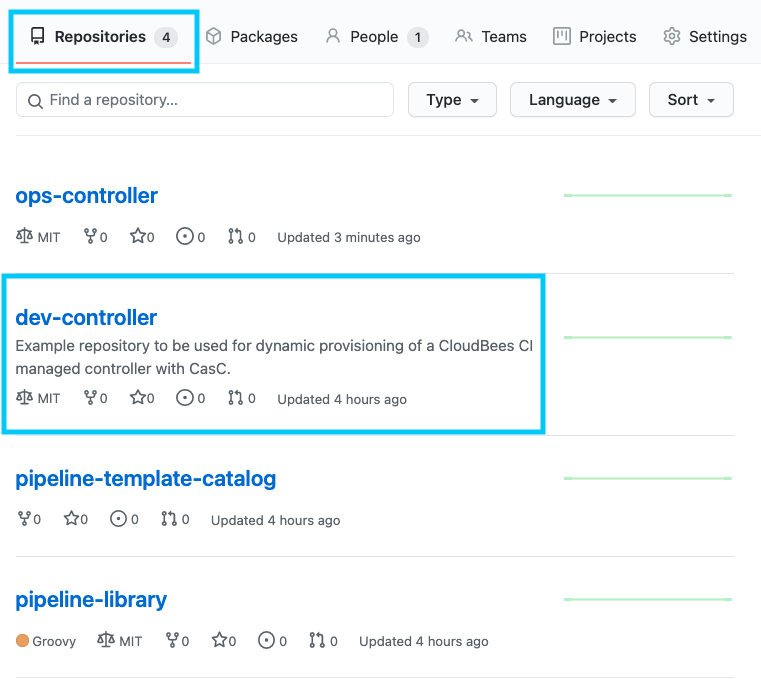 Repositories 4 Packages People 1 Teams Projects Settings
Find a repository... Type Language Sort
ops-controller
MIT 0 0 0 0 Updated 3 minutes ago
dev-controller
Example repository to be used for dynamic provisioning of a CloudBees CI
managed controller with CasC.
MIT 0 0 0 0 Updated 4 hours ago
pipeline-template-catalog
0 0 0 0 Updated 4 hours ago
pipeline-library
Groovy MIT 0 0 0 0 Updated 4 hours ago